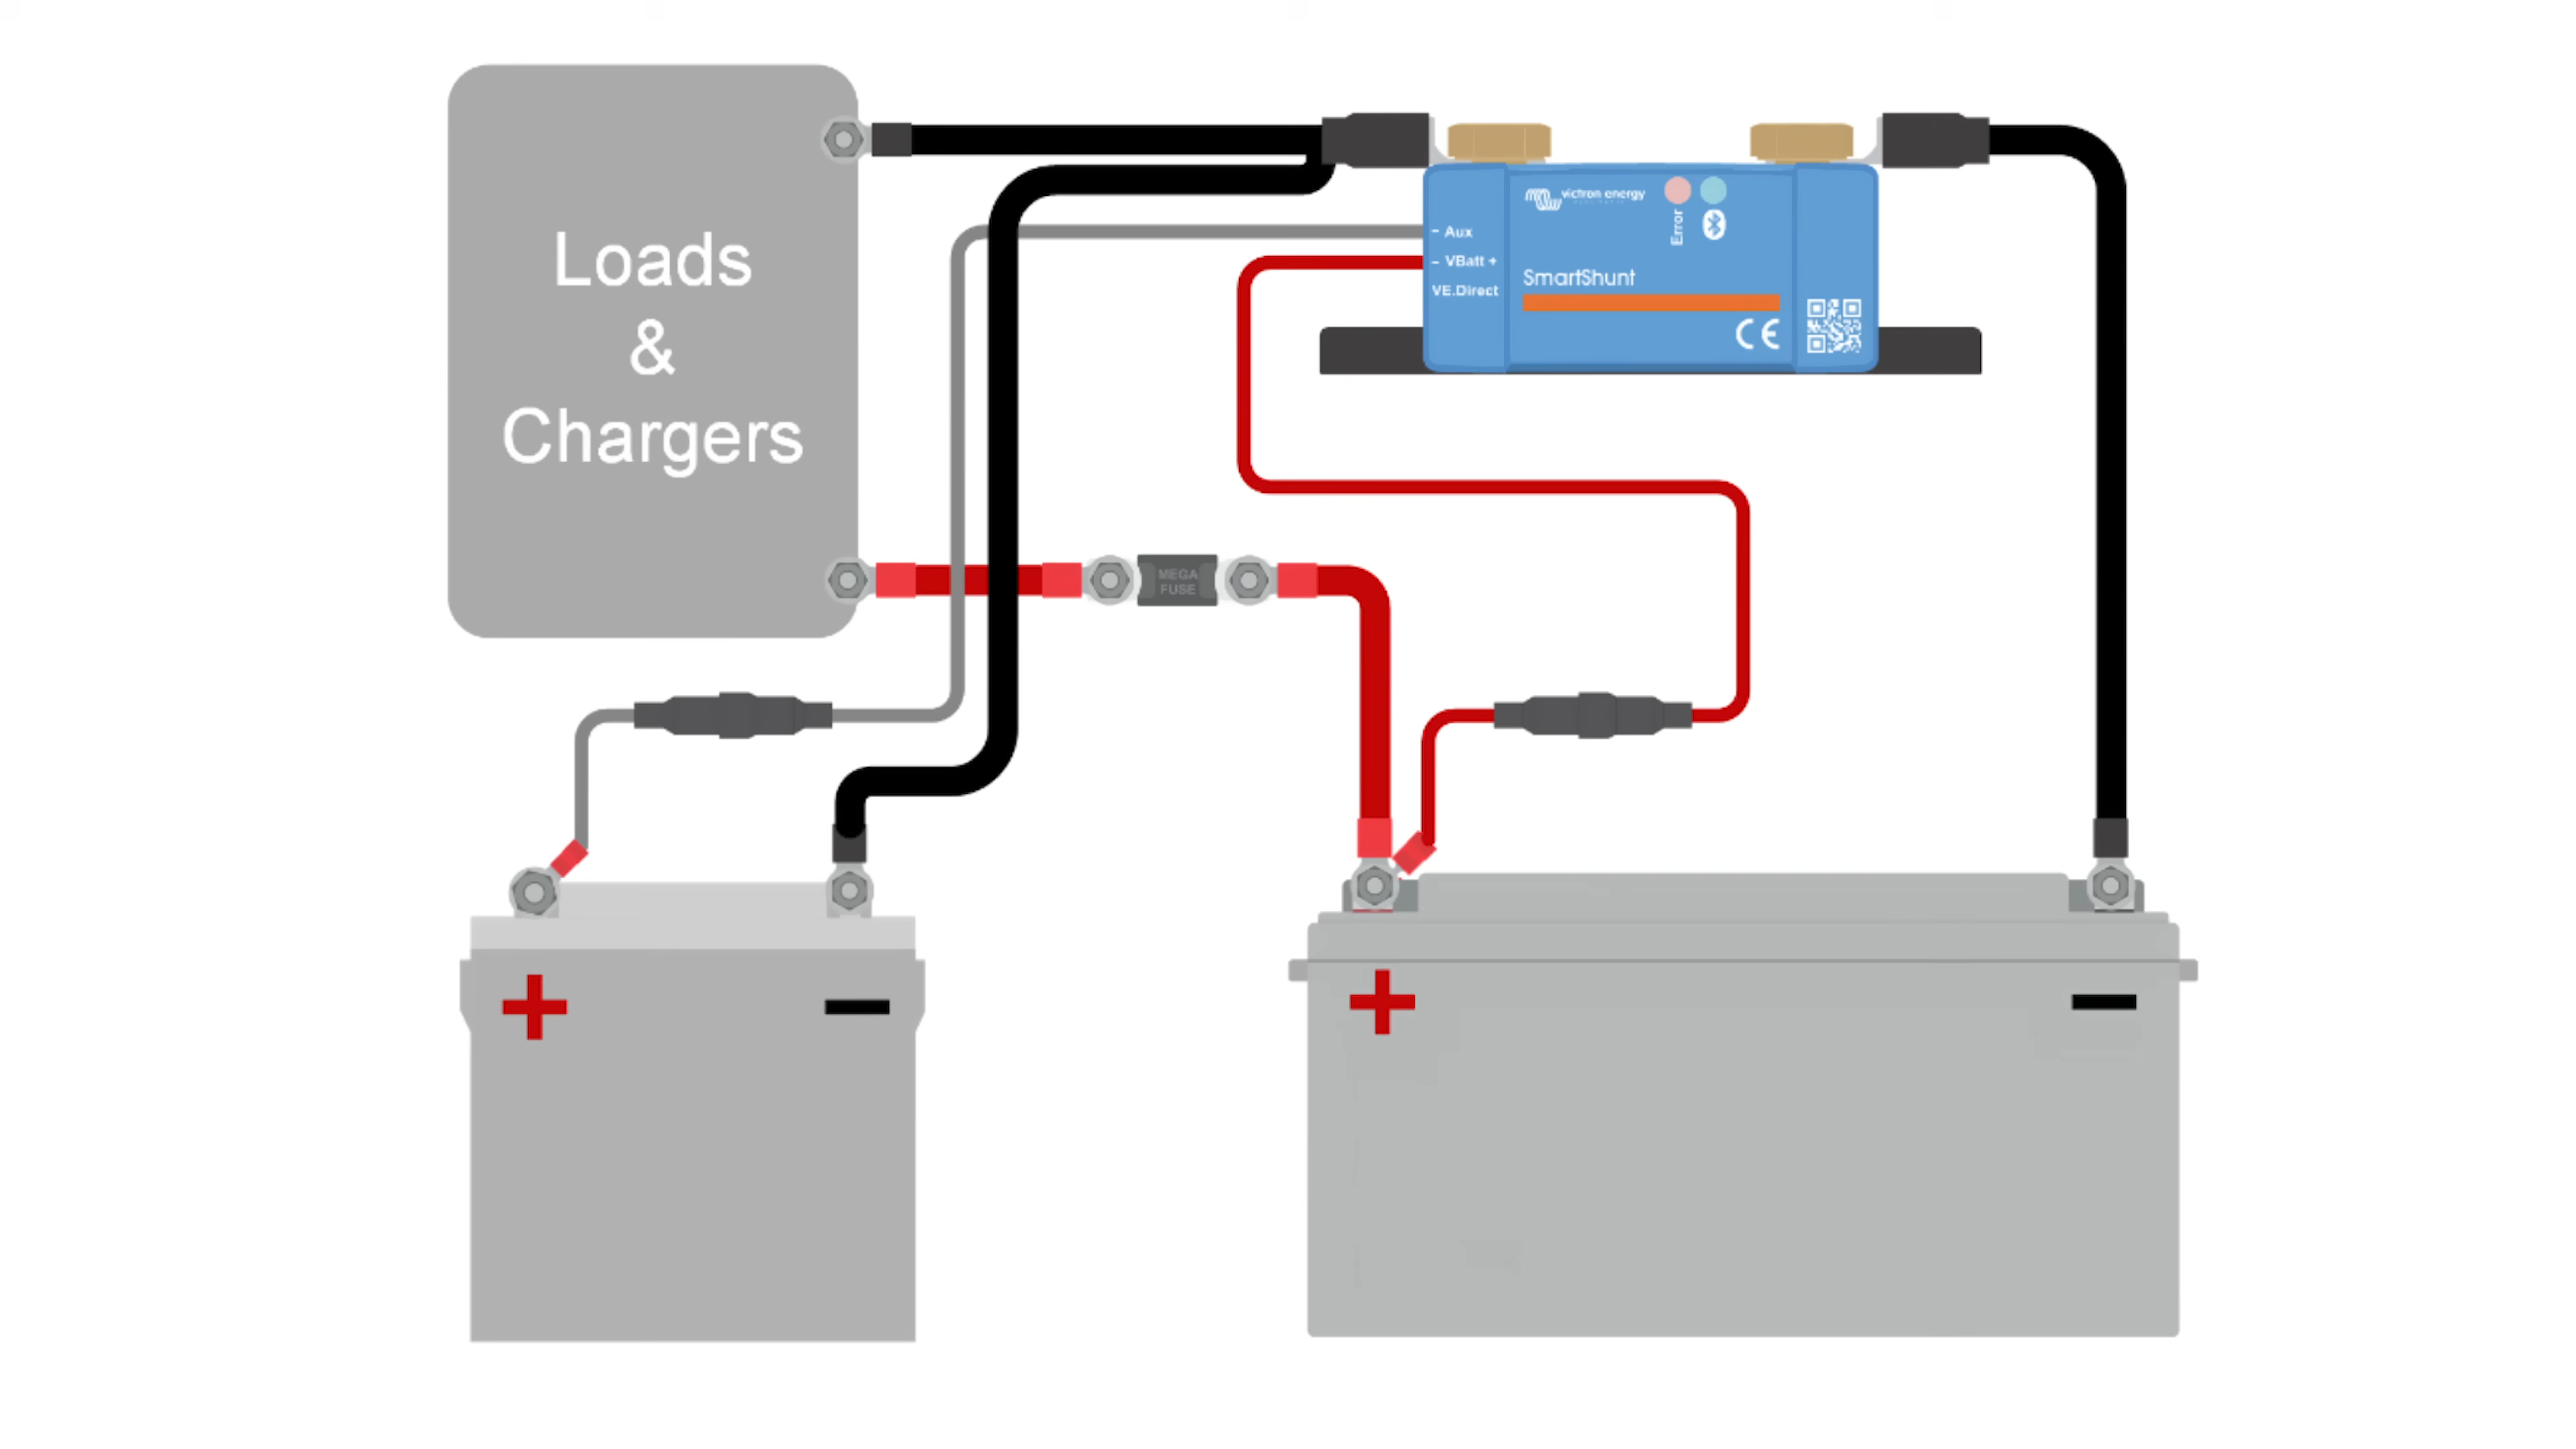 Loads
&
Chargers
victron energy
Error
- Aux
- VBatt +
VE.Direct
SmartShunt
CE
MEGA
FUSE
+
−
+
−